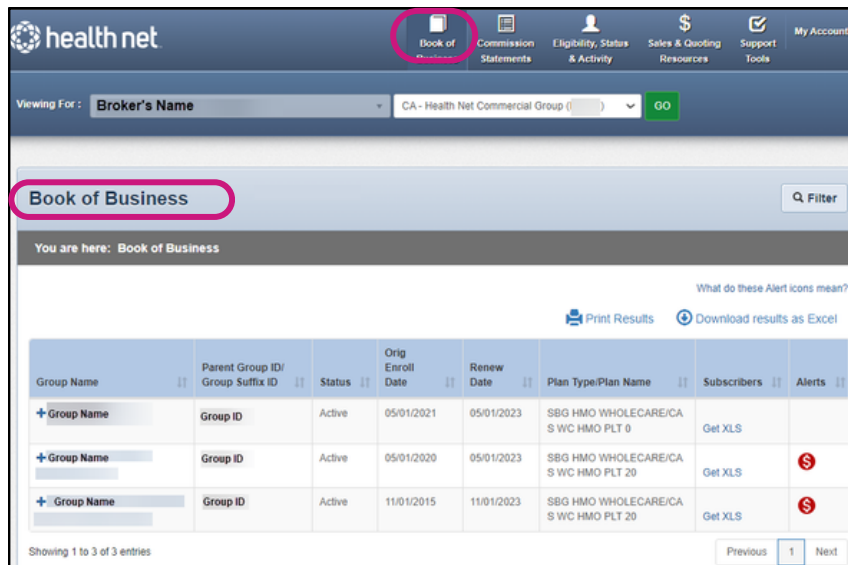 health net
Book of
Business
Commission
Statements
Eligibility, Status
& Activity
Sales & Quoting
Resources
Support
Tools
My Account
Viewing For : Broker's Name CA - Health Net Commercial Group ( ) GO
Book of Business Filter
You are here: Book of Business
What do these Alert icons mean?
Print Results Download results as Excel
Group Name
Parent Group ID/
Group Suffix ID
Status
Orig
Enroll
Date
Renew
Date
Plan Type/Plan Name
Subscribers
Alerts
+ Group Name Group ID Active 05/01/2021 05/01/2023 SBG HMO WHOLECARE/CA
S WC HMO PLT 0 Get XLS
+ Group Name Group ID Active 05/01/2020 05/01/2023 SBG HMO WHOLECARE/CA
S WC HMO PLT 20 Get XLS $
+ Group Name Group ID Active 11/01/2015 11/01/2023 SBG HMO WHOLECARE/CA
S WC HMO PLT 20 Get XLS $
Showing 1 to 3 of 3 entries Previous 1 Next